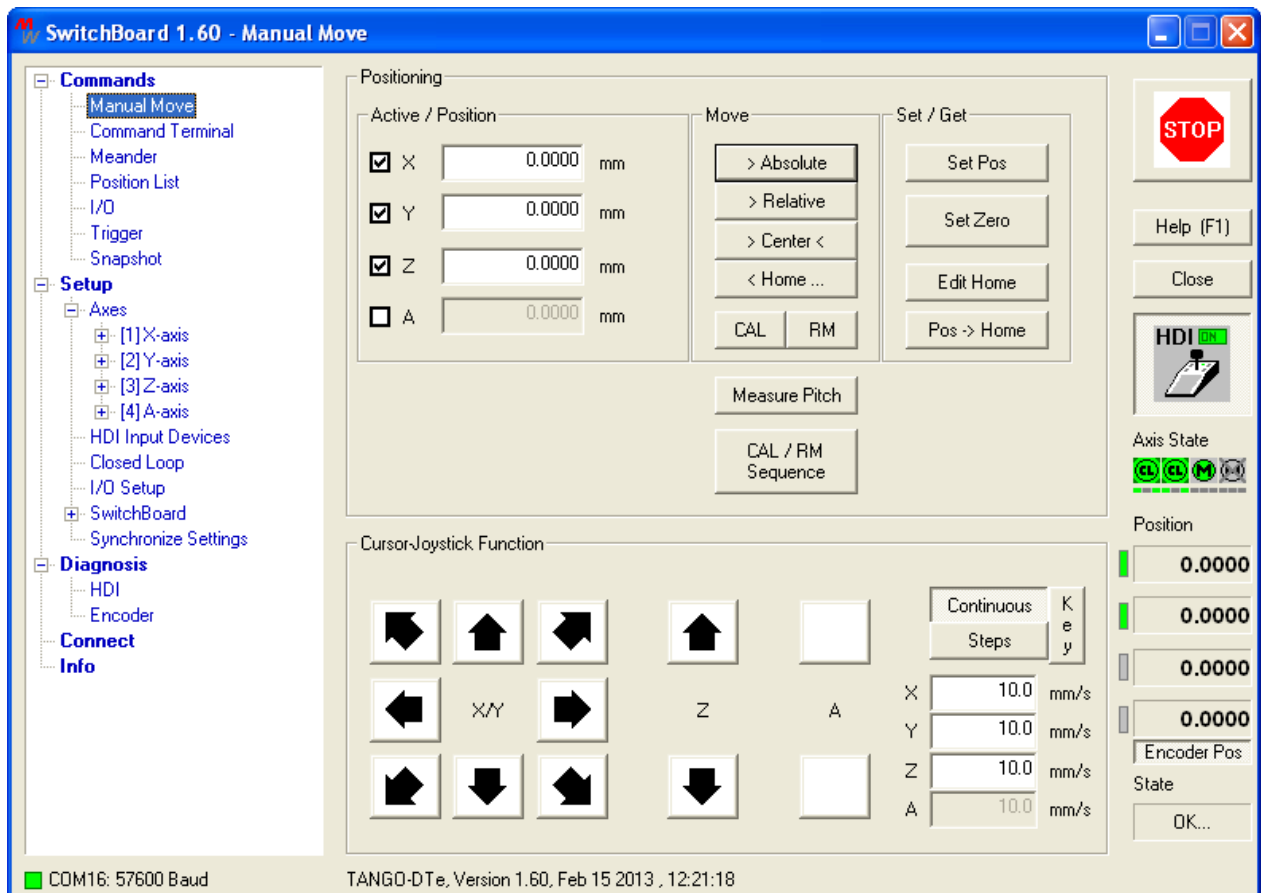 SwitchBoard 1.60 - Manual Move
Commands
Manual Move
Command Terminal
Meander
Position List
I/O
Trigger
Snapshot
Setup
Axes
[1] X-axis
[2] Y-axis
[3] Z-axis
[4] A-axis
HDI Input Devices
Closed Loop
I/O Setup
SwitchBoard
Synchronize Settings
Diagnosis
HDI
Encoder
Connect
Info
Positioning
Active / Position
X 0.0000 mm
Y 0.0000 mm
Z 0.0000 mm
A 0.0000 mm
Move
> Absolute
> Relative
> Center <
< Home ...
CAL RM
Set / Get
Set Pos
Set Zero
Edit Home
Pos -> Home
Measure Pitch
CAL / RM
Sequence
Cursor-Joystick Function
X/Y
Z
A
Continuous
Steps
Key
X 10.0 mm/s
Y 10.0 mm/s
Z 10.0 mm/s
A 10.0 mm/s
STOP
Help (F1)
Close
HDI ON
Axis State
CL CL M
Position
0.0000
0.0000
0.0000
0.0000
Encoder Pos
State
OK...
COM16: 57600 Baud
TANGO-DTe, Version 1.60, Feb 15 2013 , 12:21:18